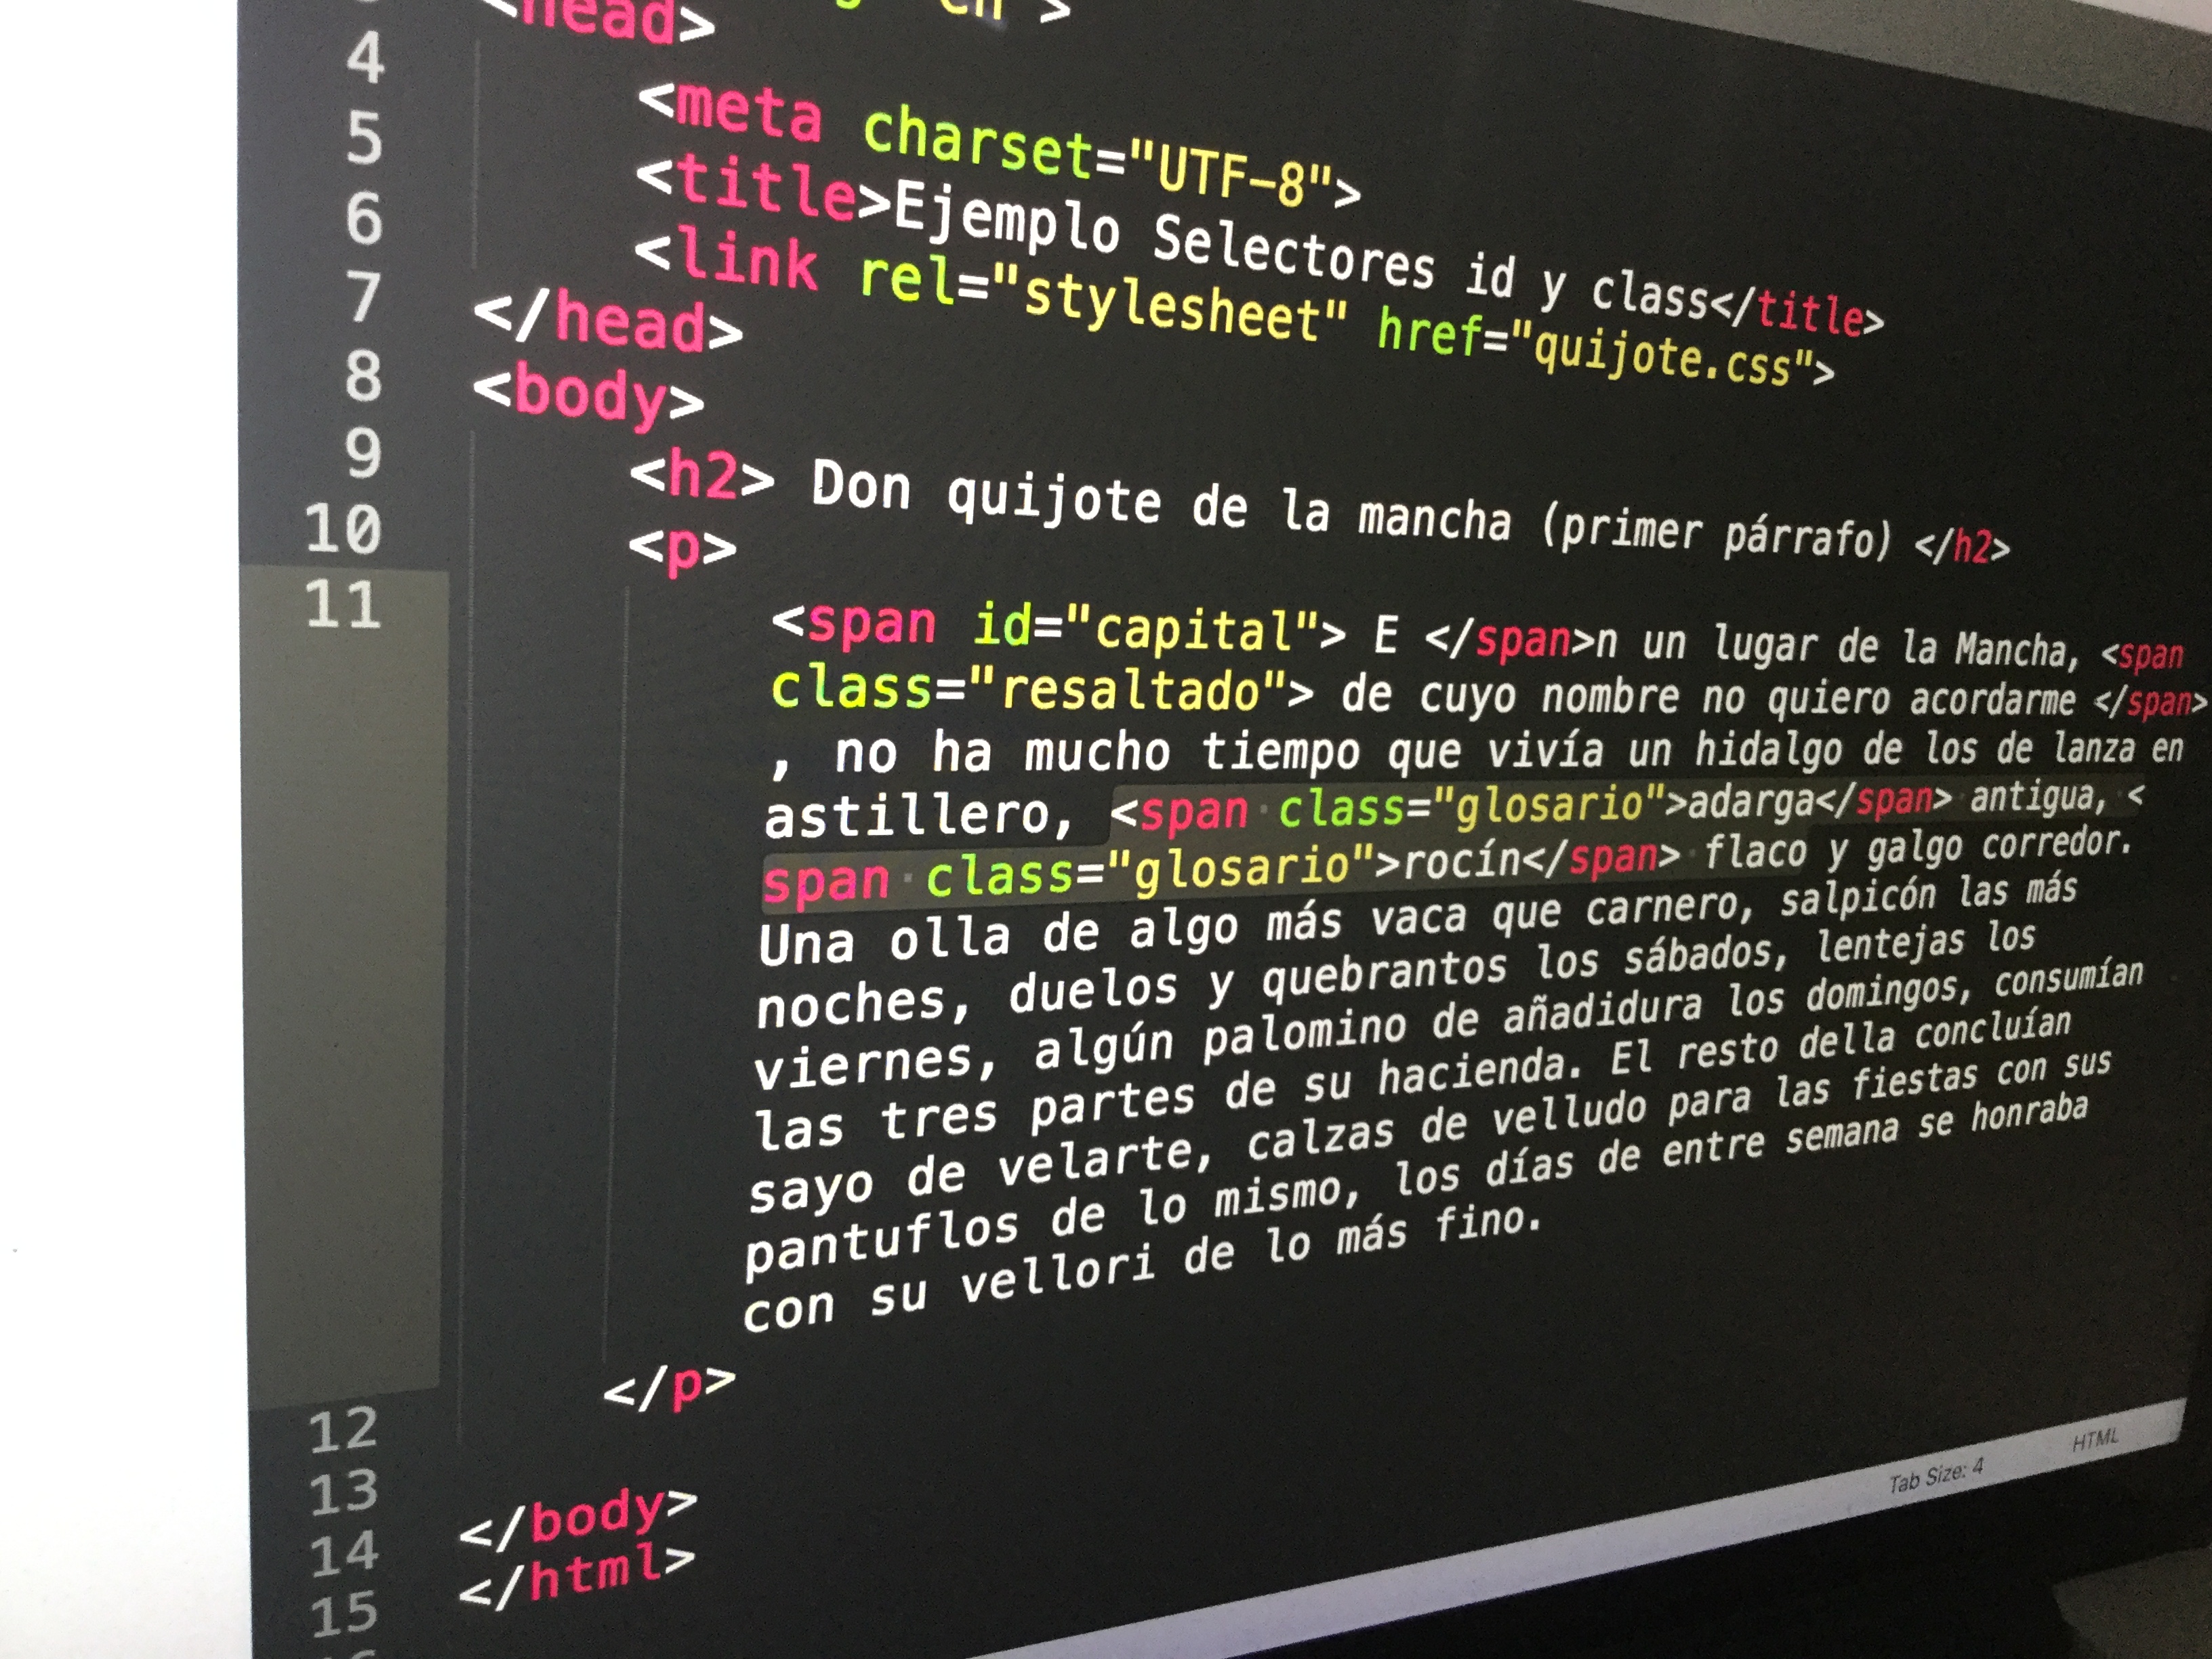 head>
4
<meta charset="UTF-8">
5
<title>Ejemplo Selectores id y class</title>
6
<link rel="stylesheet" href="quijote.css">
7
</head>
8
<body>
9
<h2> Don quijote de la mancha (primer párrafo) </h2>
10
<p>
11
<span id="capital"> E </span>n un lugar de la Mancha, <span
class="resaltado"> de cuyo nombre no quiero acordarme </span>
, no ha mucho tiempo que vivía un hidalgo de los de lanza en
astillero, <span class="glosario">adarga</span> antigua, <
span class="glosario">rocín</span> flaco y galgo corredor.
Una olla de algo más vaca que carnero, salpicón las más
noches, duelos y quebrantos los sábados, lentejas los
viernes, algún palomino de añadidura los domingos, consumían
las tres partes de su hacienda. El resto della concluían
sayo de velarte, calzas de velludo para las fiestas con sus
pantuflos de lo mismo, los días de entre semana se honraba
con su vellori de lo más fino.
</p>
12
13
</body>
14
</html>
15
Tab Size: 4 HTML